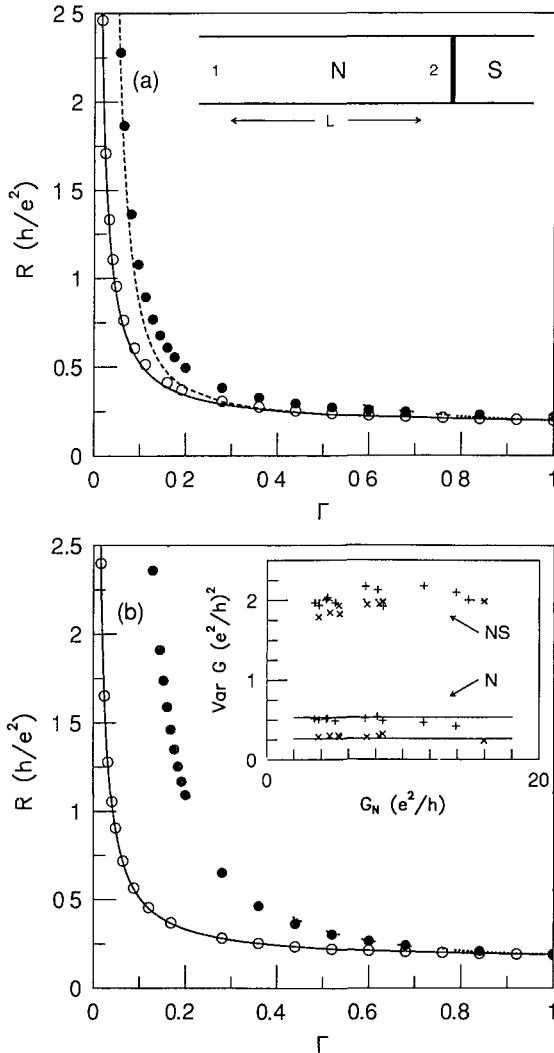 2 5
2
1.5
1
0.5
0
R (h/e²)
(a)
1 N 2 S
L
0 0 2 0 4 0 6 0 8 1
Γ
2.5
2
1.5
1
0 5
0
R (h/e²)
(b)
Var G (e²/h)²
2
1
0
NS
N
0 20
G_N (e²/h)
0 0.2 0.4 0.6 0.8 1
Γ